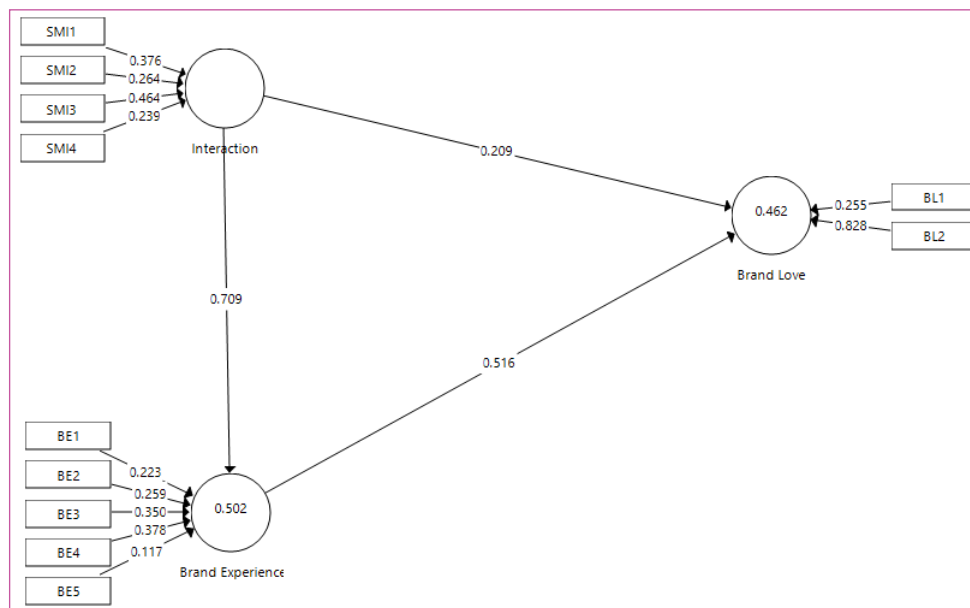 SMI1
0.376
SMI2
0.264
SMI3
0.464
SMI4
0.239
Interaction
0.209
0.462
Brand Love
0.255
BL1
0.828
BL2
0.709
0.516
BE1
0.223
BE2
0.259
BE3
0.350
BE4
0.378
BE5
0.117
0.502
Brand Experience